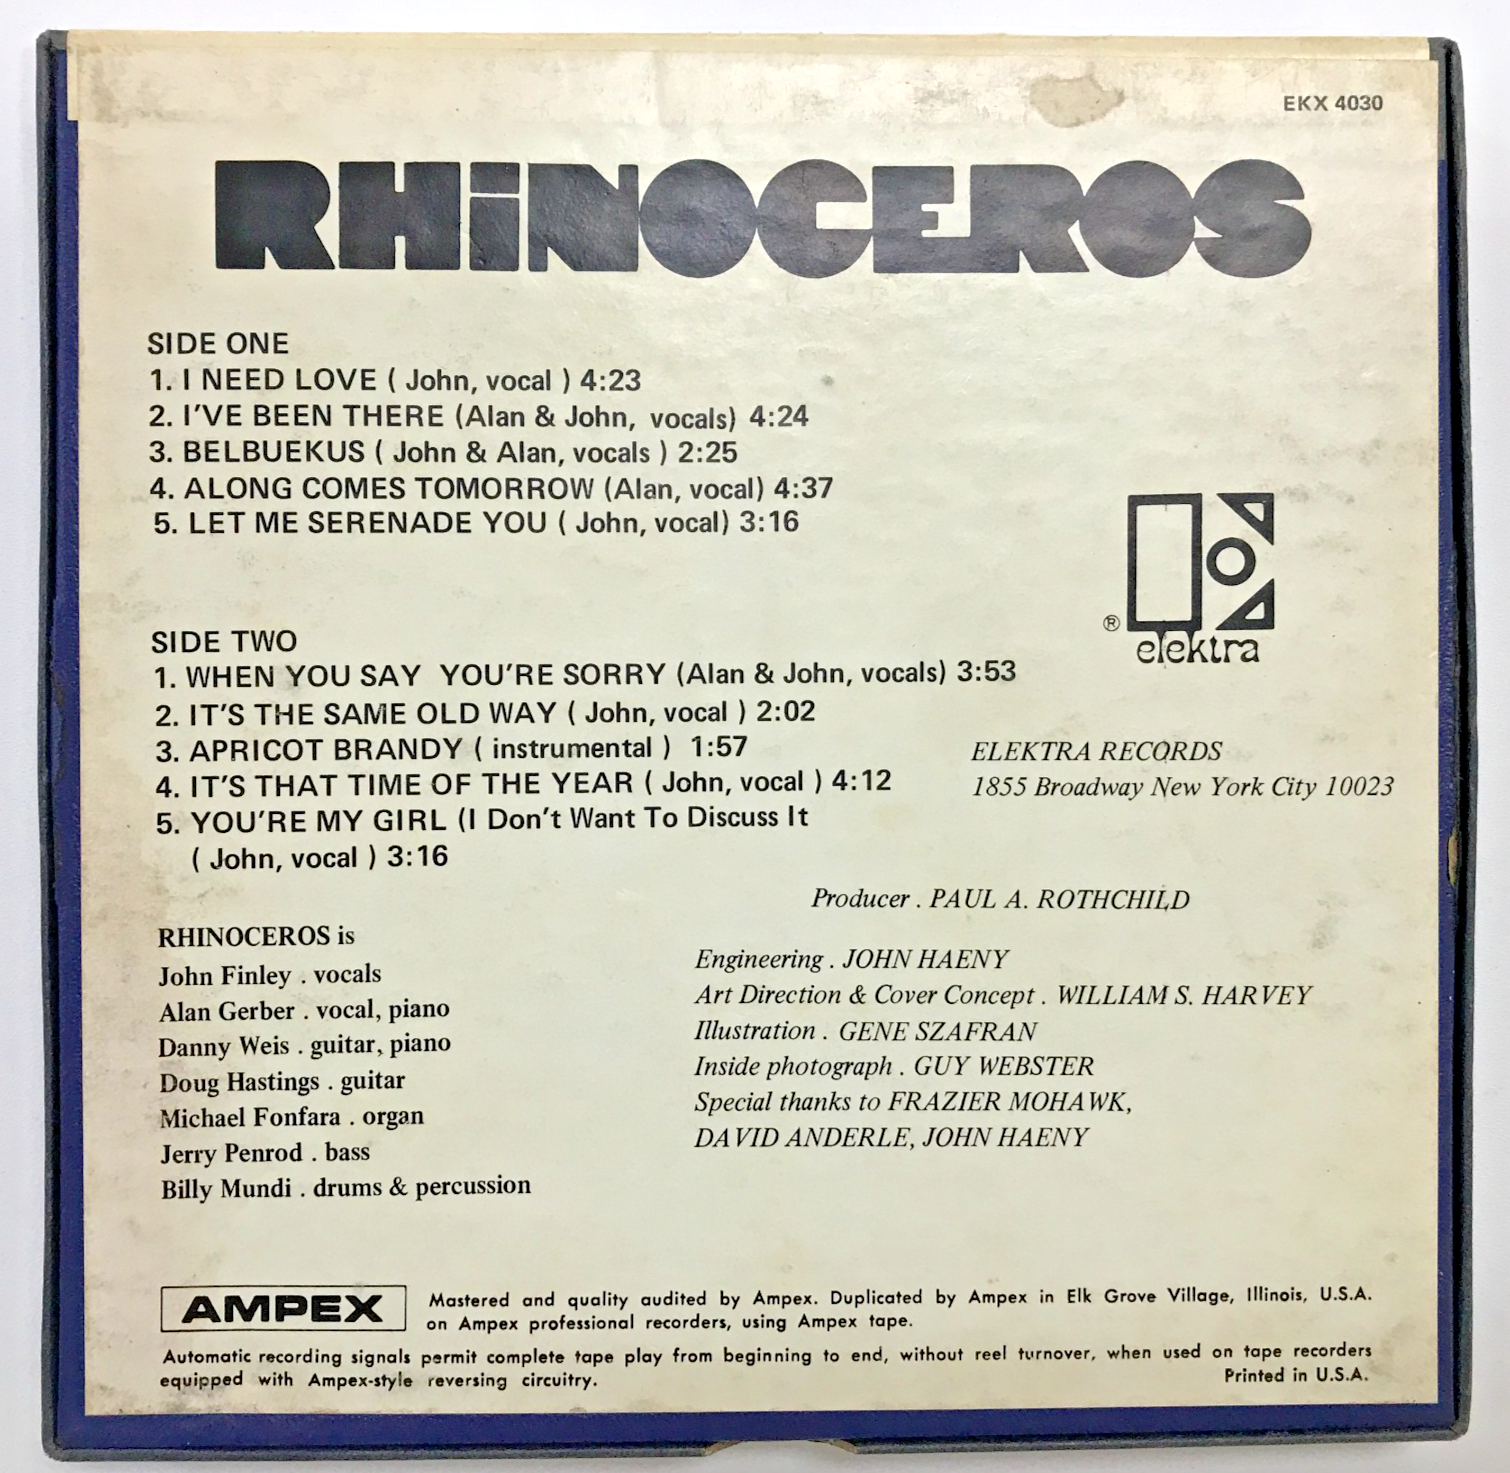 EKX 4030
RHiNOCEROS
SIDE ONE
1. I NEED LOVE ( John, vocal ) 4:23
2. I'VE BEEN THERE (Alan & John, vocals) 4:24
3. BELBUEKUS ( John & Alan, vocals ) 2:25
4. ALONG COMES TOMORROW (Alan, vocal) 4:37
5. LET ME SERENADE YOU ( John, vocal) 3:16
® elektra
SIDE TWO
1. WHEN YOU SAY YOU'RE SORRY (Alan & John, vocals) 3:53
2. IT'S THE SAME OLD WAY ( John, vocal ) 2:02
3. APRICOT BRANDY ( instrumental ) 1:57
4. IT'S THAT TIME OF THE YEAR ( John, vocal ) 4:12
5. YOU'RE MY GIRL (I Don't Want To Discuss It
( John, vocal ) 3:16
ELEKTRA RECORDS
1855 Broadway New York City 10023
RHINOCEROS is
John Finley . vocals
Alan Gerber . vocal, piano
Danny Weis . guitar, piano
Doug Hastings . guitar
Michael Fonfara . organ
Jerry Penrod . bass
Billy Mundi . drums & percussion
Producer . PAUL A. ROTHCHILD
Engineering . JOHN HAENY
Art Direction & Cover Concept . WILLIAM S. HARVEY
Illustration . GENE SZAFRAN
Inside photograph . GUY WEBSTER
Special thanks to FRAZIER MOHAWK,
DAVID ANDERLE, JOHN HAENY
AMPEX
Mastered and quality audited by Ampex. Duplicated by Ampex in Elk Grove Village, Illinois, U.S.A.
on Ampex professional recorders, using Ampex tape.
Automatic recording signals permit complete tape play from beginning to end, without reel turnover, when used on tape recorders
equipped with Ampex-style reversing circuitry.
Printed in U.S.A.